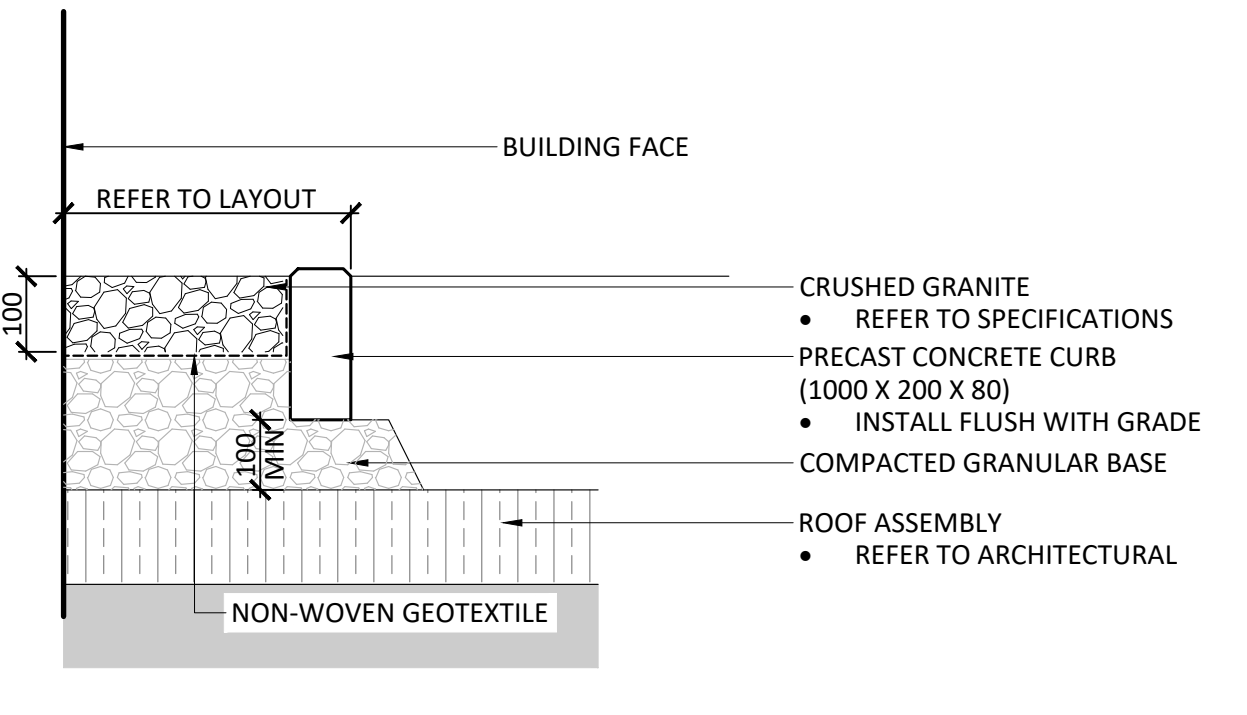 BUILDING FACE
REFER TO LAYOUT
100
CRUSHED GRANITE
• REFER TO SPECIFICATIONS
PRECAST CONCRETE CURB
(1000 X 200 X 80)
• INSTALL FLUSH WITH GRADE
100
MIN
COMPACTED GRANULAR BASE
ROOF ASSEMBLY
• REFER TO ARCHITECTURAL
NON-WOVEN GEOTEXTILE